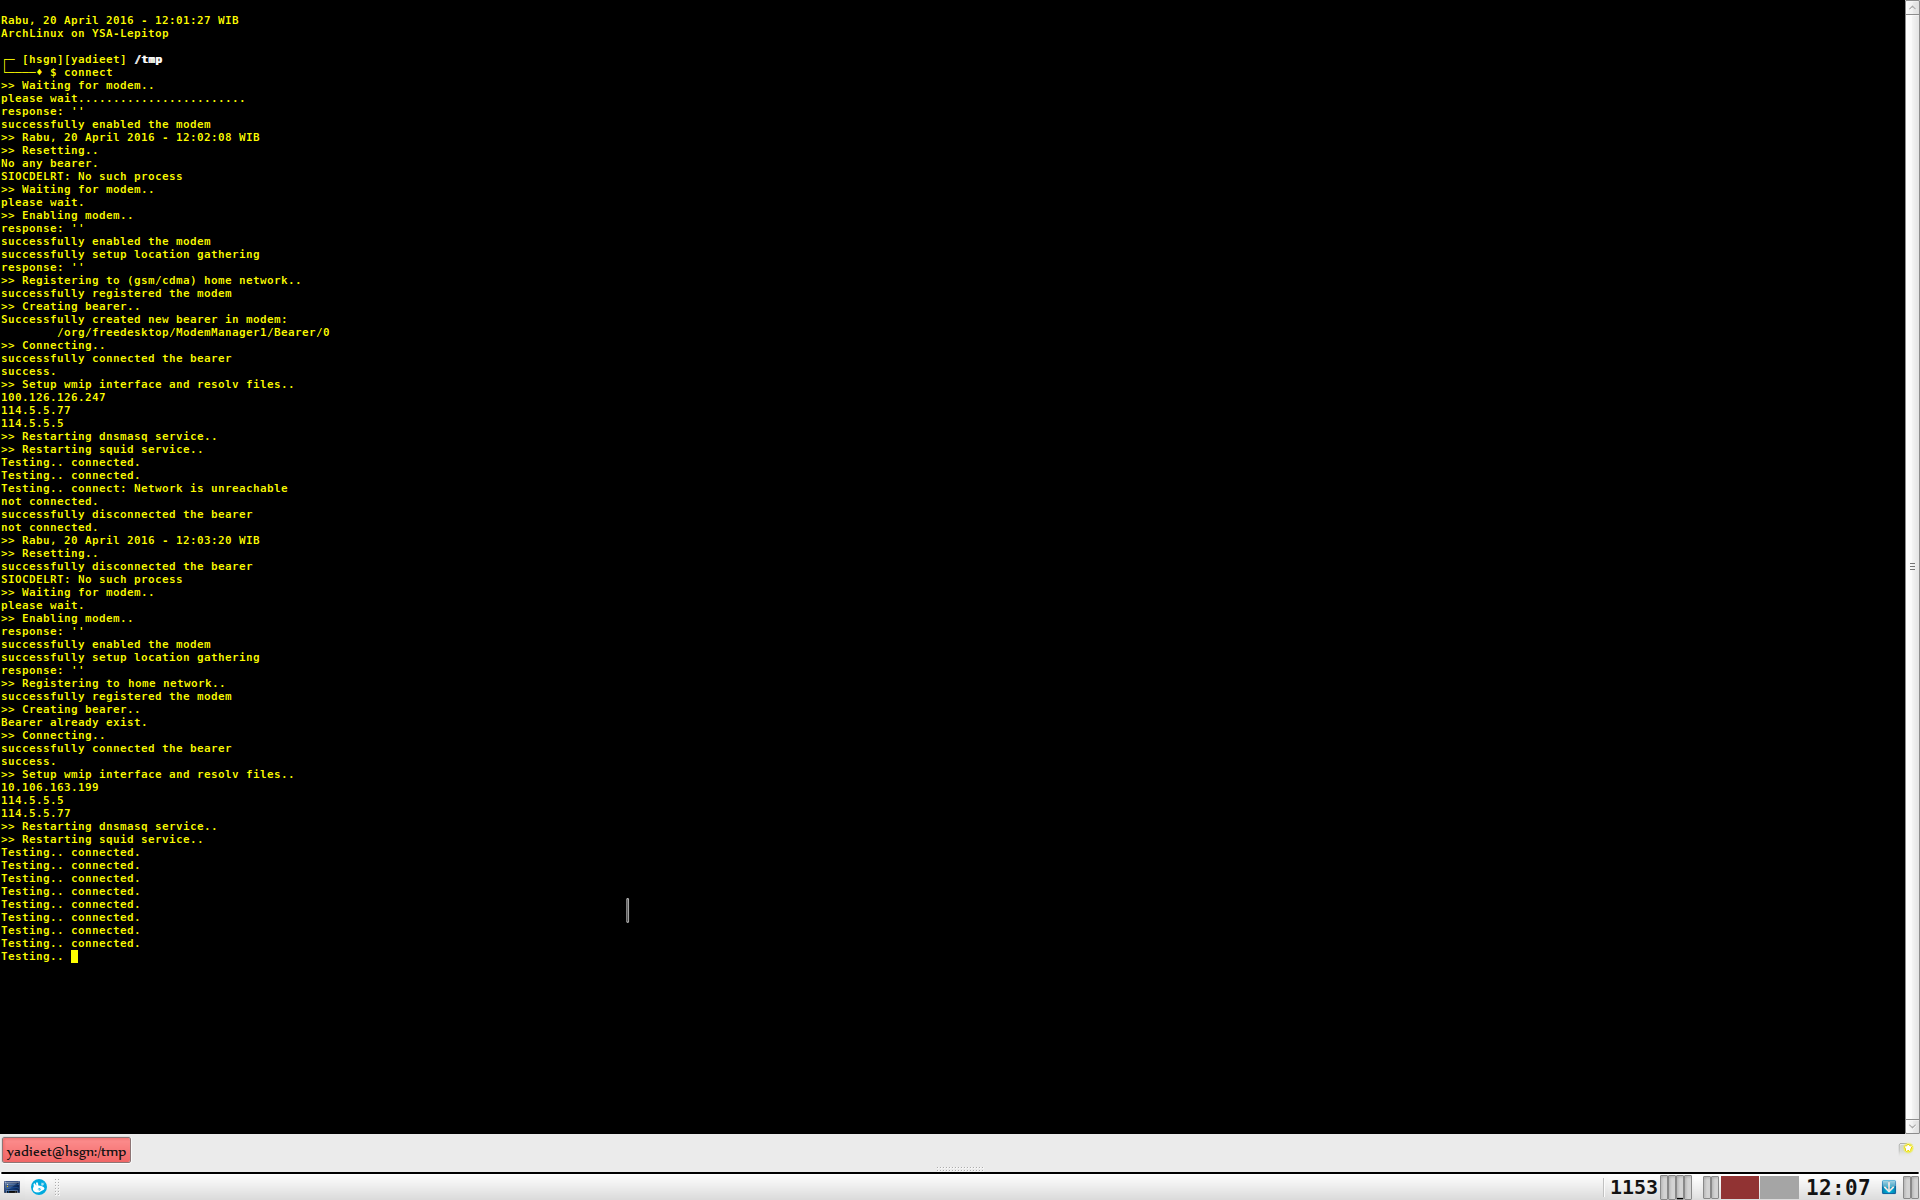 Rabu, 20 April 2016 - 12:01:27 WIB
ArchLinux on YSA-Lepitop
┌─ [hsgn][yadieet] /tmp
└────♦ $ connect
>> Waiting for modem..
please wait........................
response: ''
successfully enabled the modem
>> Rabu, 20 April 2016 - 12:02:08 WIB
>> Resetting..
No any bearer.
SIOCDELRT: No such process
>> Waiting for modem..
please wait.
>> Enabling modem..
response: ''
successfully enabled the modem
successfully setup location gathering
response: ''
>> Registering to (gsm/cdma) home network..
successfully registered the modem
>> Creating bearer..
Successfully created new bearer in modem:
/org/freedesktop/ModemManager1/Bearer/0
>> Connecting..
successfully connected the bearer
success.
>> Setup wmip interface and resolv files..
100.126.126.247
114.5.5.77
114.5.5.5
>> Restarting dnsmasq service..
>> Restarting squid service..
Testing.. connected.
Testing.. connected.
Testing.. connect: Network is unreachable
not connected.
successfully disconnected the bearer
not connected.
>> Rabu, 20 April 2016 - 12:03:20 WIB
>> Resetting..
successfully disconnected the bearer
SIOCDELRT: No such process
>> Waiting for modem..
please wait.
>> Enabling modem..
response: ''
successfully enabled the modem
successfully setup location gathering
response: ''
>> Registering to home network..
successfully registered the modem
>> Creating bearer..
Bearer already exist.
>> Connecting..
successfully connected the bearer
success.
>> Setup wmip interface and resolv files..
10.106.163.199
114.5.5.5
114.5.5.77
>> Restarting dnsmasq service..
>> Restarting squid service..
Testing.. connected.
Testing.. connected.
Testing.. connected.
Testing.. connected.
Testing.. connected.
Testing.. connected.
Testing.. connected.
Testing.. connected.
Testing..
yadieet@hsgn:/tmp
1153
12:07